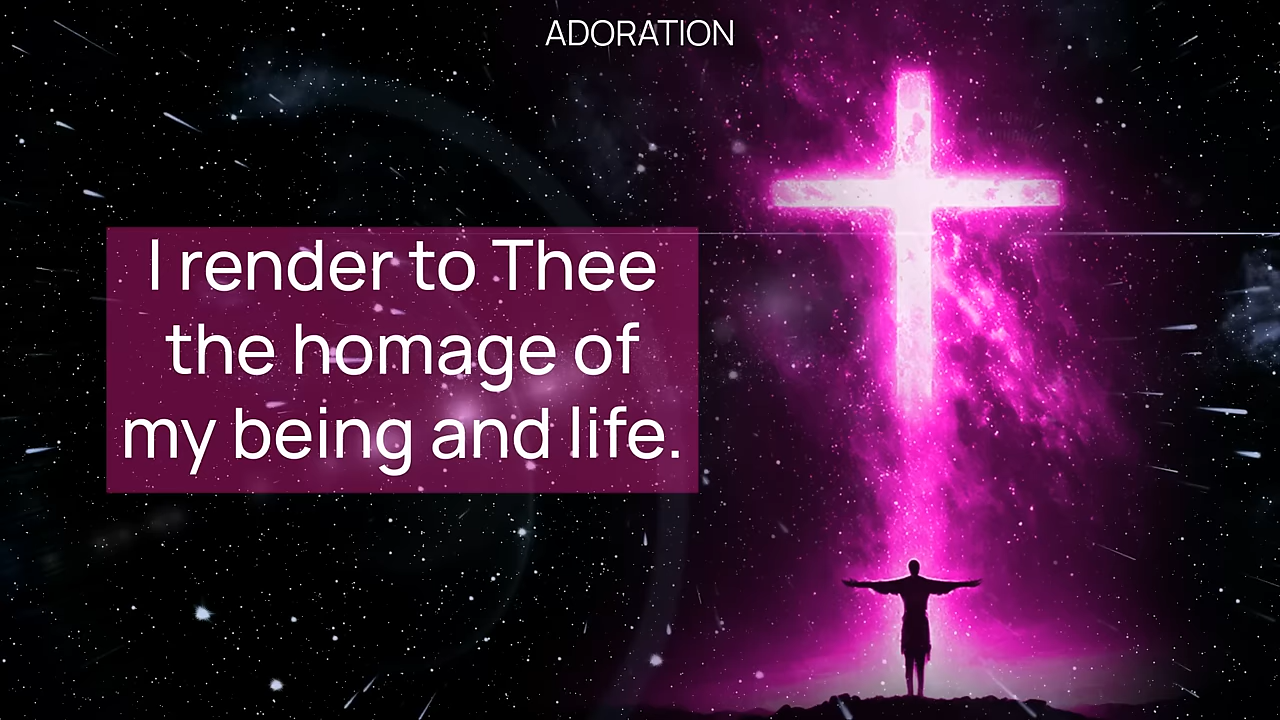 ADORATION
I render to Thee
the homage of
my being and life.